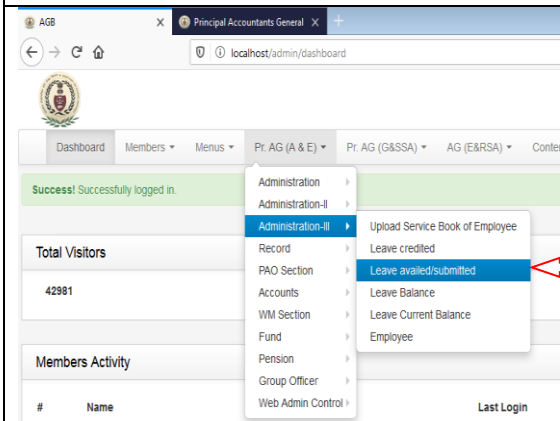 AGB
Principal Accountants General
localhost/admin/dashboard
Dashboard Members Menus Pr. AG (A & E) Pr. AG (G&SSA) AG (E&RSA) Conte
Success! Successfully logged in.
Administration
Administration-II
Administration-III
Record
PAO Section
Accounts
WM Section
Fund
Pension
Group Officer
Web Admin Control
Upload Service Book of Employee
Leave credited
Leave availed/submitted
Leave Balance
Leave Current Balance
Employee
Total Visitors
42981
Members Activity
# Name Last Login